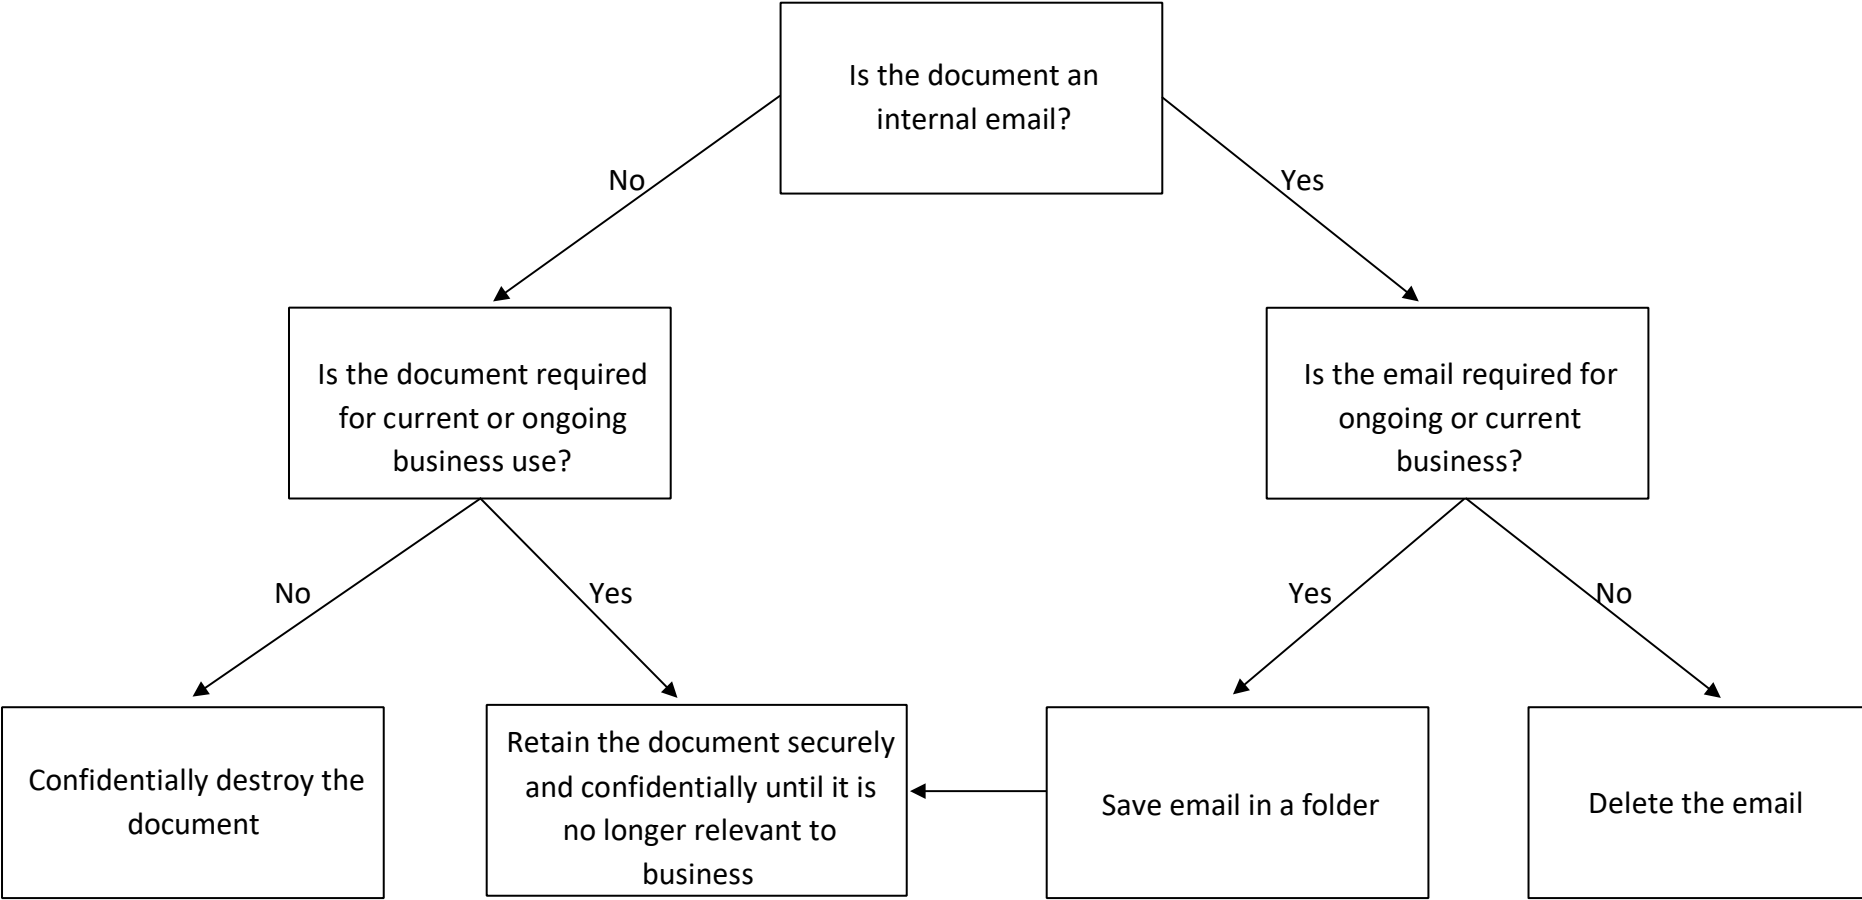 Is the document an
internal email?
No
Yes
Is the document required
for current or ongoing
business use?
Is the email required for
ongoing or current
business?
No
Yes
Yes
No
Confidentially destroy the
document
Retain the document securely
and confidentially until it is
no longer relevant to
business
Save email in a folder
Delete the email